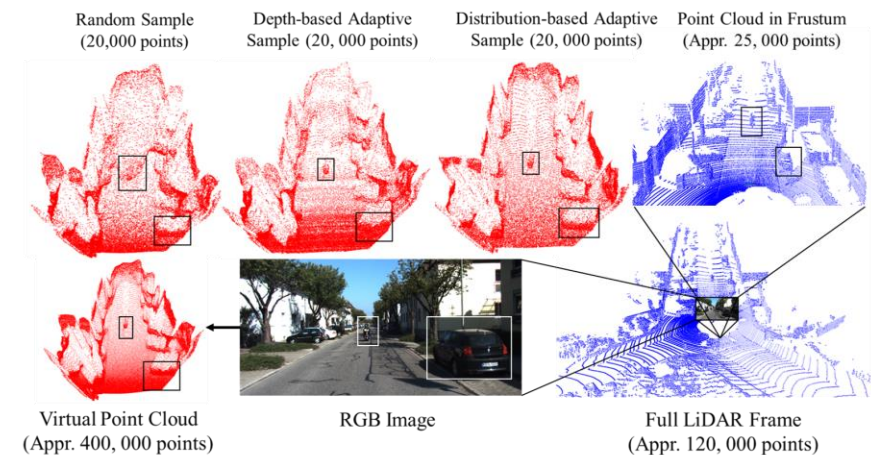 Random Sample
(20,000 points)
Depth-based Adaptive
Sample (20, 000 points)
Distribution-based Adaptive
Sample (20, 000 points)
Point Cloud in Frustum
(Appr. 25, 000 points)
Virtual Point Cloud
(Appr. 400, 000 points)
RGB Image
Full LiDAR Frame
(Appr. 120, 000 points)